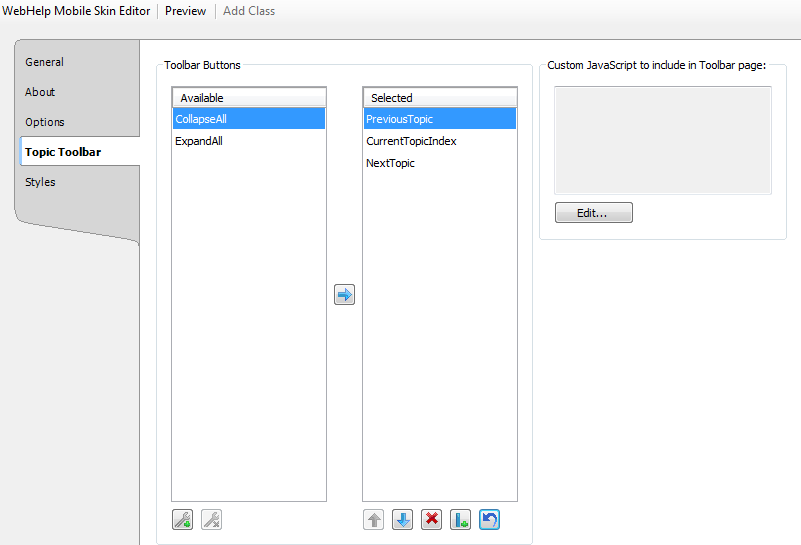 WebHelp Mobile Skin Editor Preview Add Class
General
About
Options
Topic Toolbar
Styles
Toolbar Buttons
Available
CollapseAll
ExpandAll
Selected
PreviousTopic
CurrentTopicIndex
NextTopic
Custom JavaScript to include in Toolbar page:
Edit...